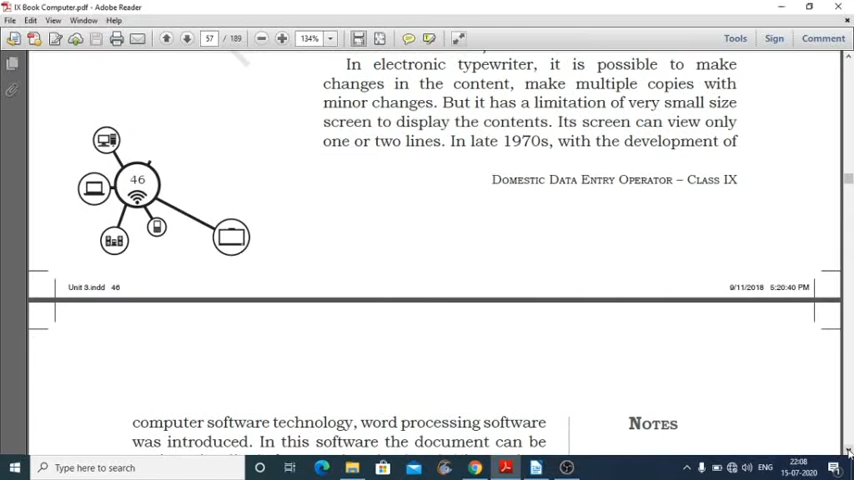 IX Book Computer.pdf - Adobe Reader
File Edit View Window Help
57 / 189 134% Tools Sign Comment
In electronic typewriter, it is possible to make
changes in the content, make multiple copies with
minor changes. But it has a limitation of very small size
screen to display the contents. Its screen can view only
one or two lines. In late 1970s, with the development of
46
Domestic Data Entry Operator – Class IX
Unit 3.indd 46 9/11/2018 5:20:40 PM
computer software technology, word processing software
was introduced. In this software the document can be
Notes
Type here to search
ENG
22:08
15-07-2020